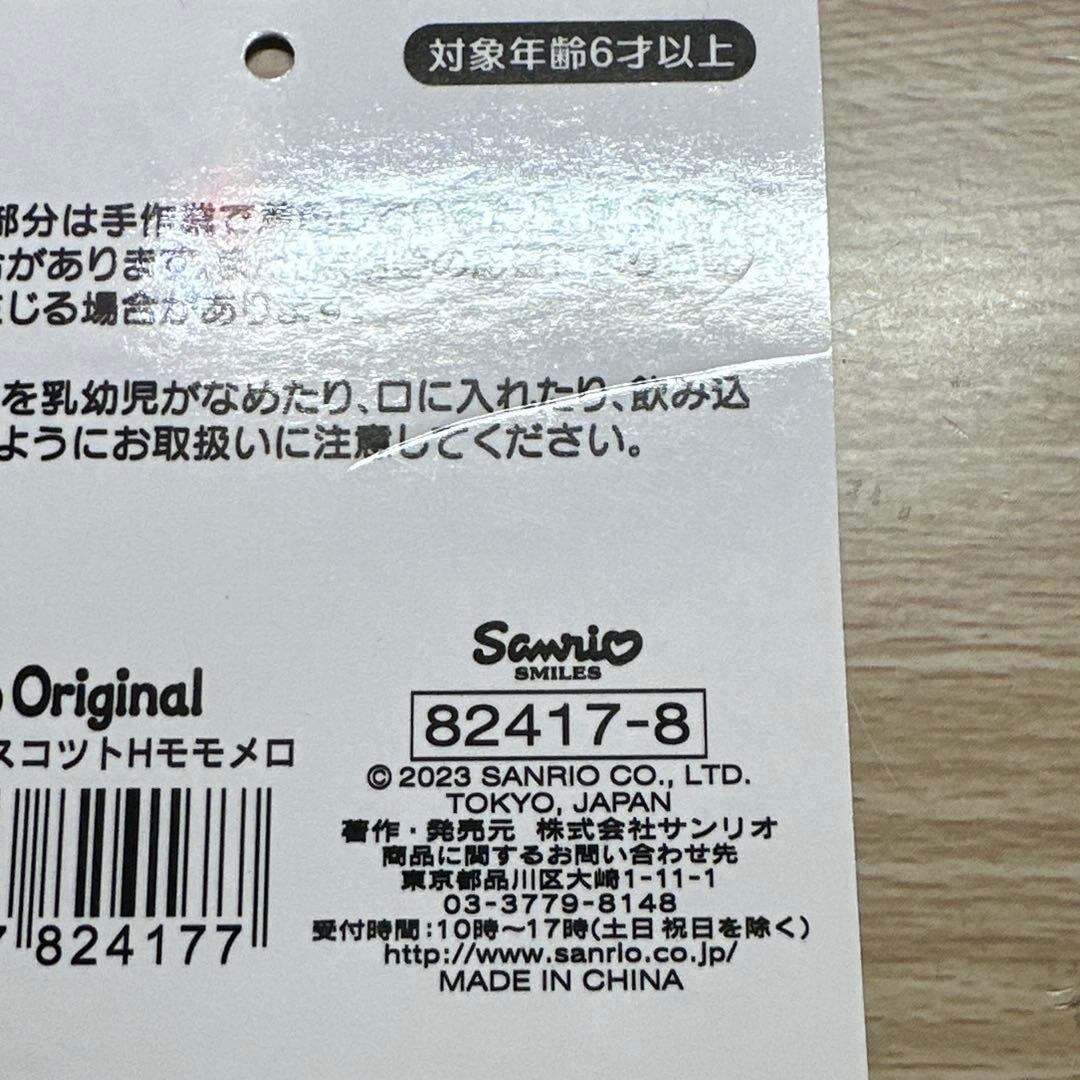 対象年齢6才以上
部分は手作業で
があります
じる場合があります。
を乳幼児がなめたり、口に入れたり、飲み込
ようにお取扱いに注意してください。
Original
スコットHモモメロ
824177
Sanrio
SMILES
82417-8
© 2023 SANRIO CO., LTD.
TOKYO, JAPAN
著作・発売元 株式会社サンリオ
商品に関するお問い合わせ先
東京都品川区大崎1-11-1
03-3779-8148
受付時間:10時〜17時(土日祝日を除く)
http://www.sanrio.co.jp/
MADE IN CHINA